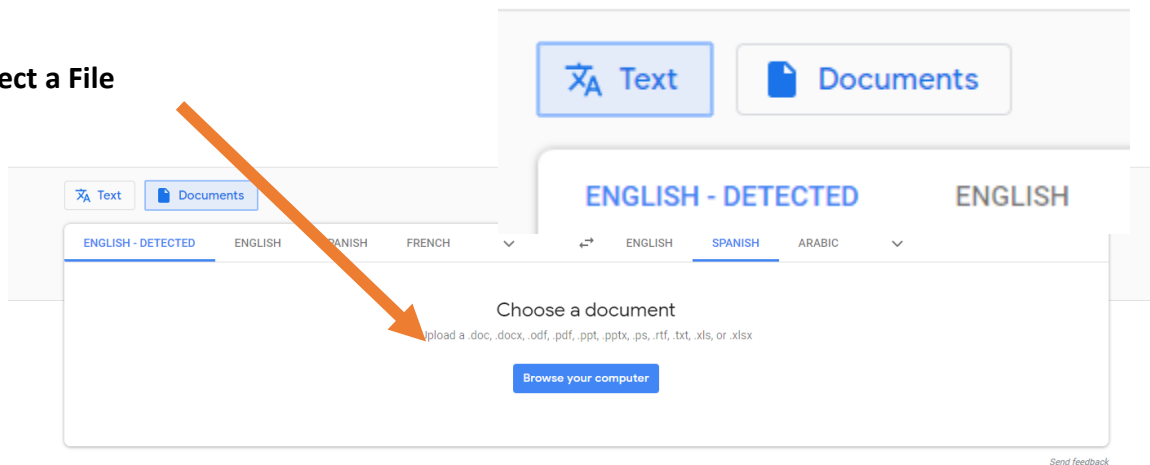 ect a File
Text Documents
ENGLISH - DETECTED ENGLISH
Text Documents
ENGLISH - DETECTED ENGLISH PANISH FRENCH ENGLISH SPANISH ARABIC
Choose a document
Upload a .doc, .docx, .odf, .pdf, .ppt, .pptx, .ps, .rtf, .txt, .xls, or .xlsx
Browse your computer
Send feedback